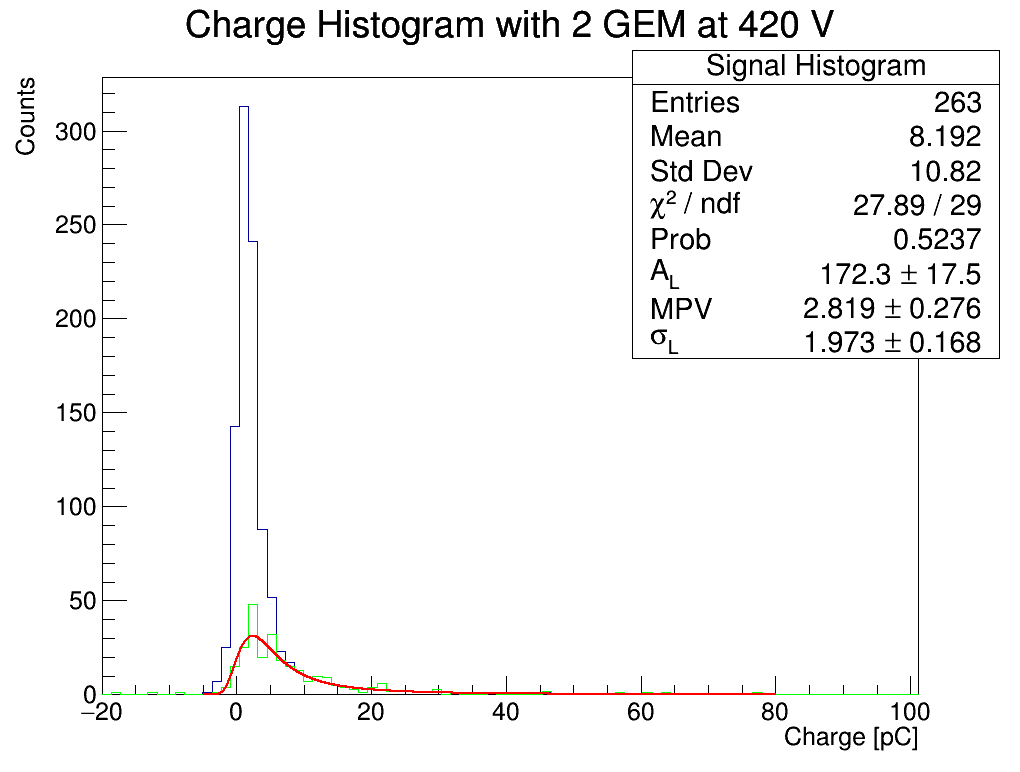 Charge Histogram with 2 GEM at 420 V
Signal Histogram
Entries 263
Mean 8.192
Std Dev 10.82
χ² / ndf 27.89 / 29
Prob 0.5237
A_L 172.3 ± 17.5
MPV 2.819 ± 0.276
σ_L 1.973 ± 0.168
Counts
300
250
200
150
100
50
0
−20 0 20 40 60 80 100
Charge [pC]